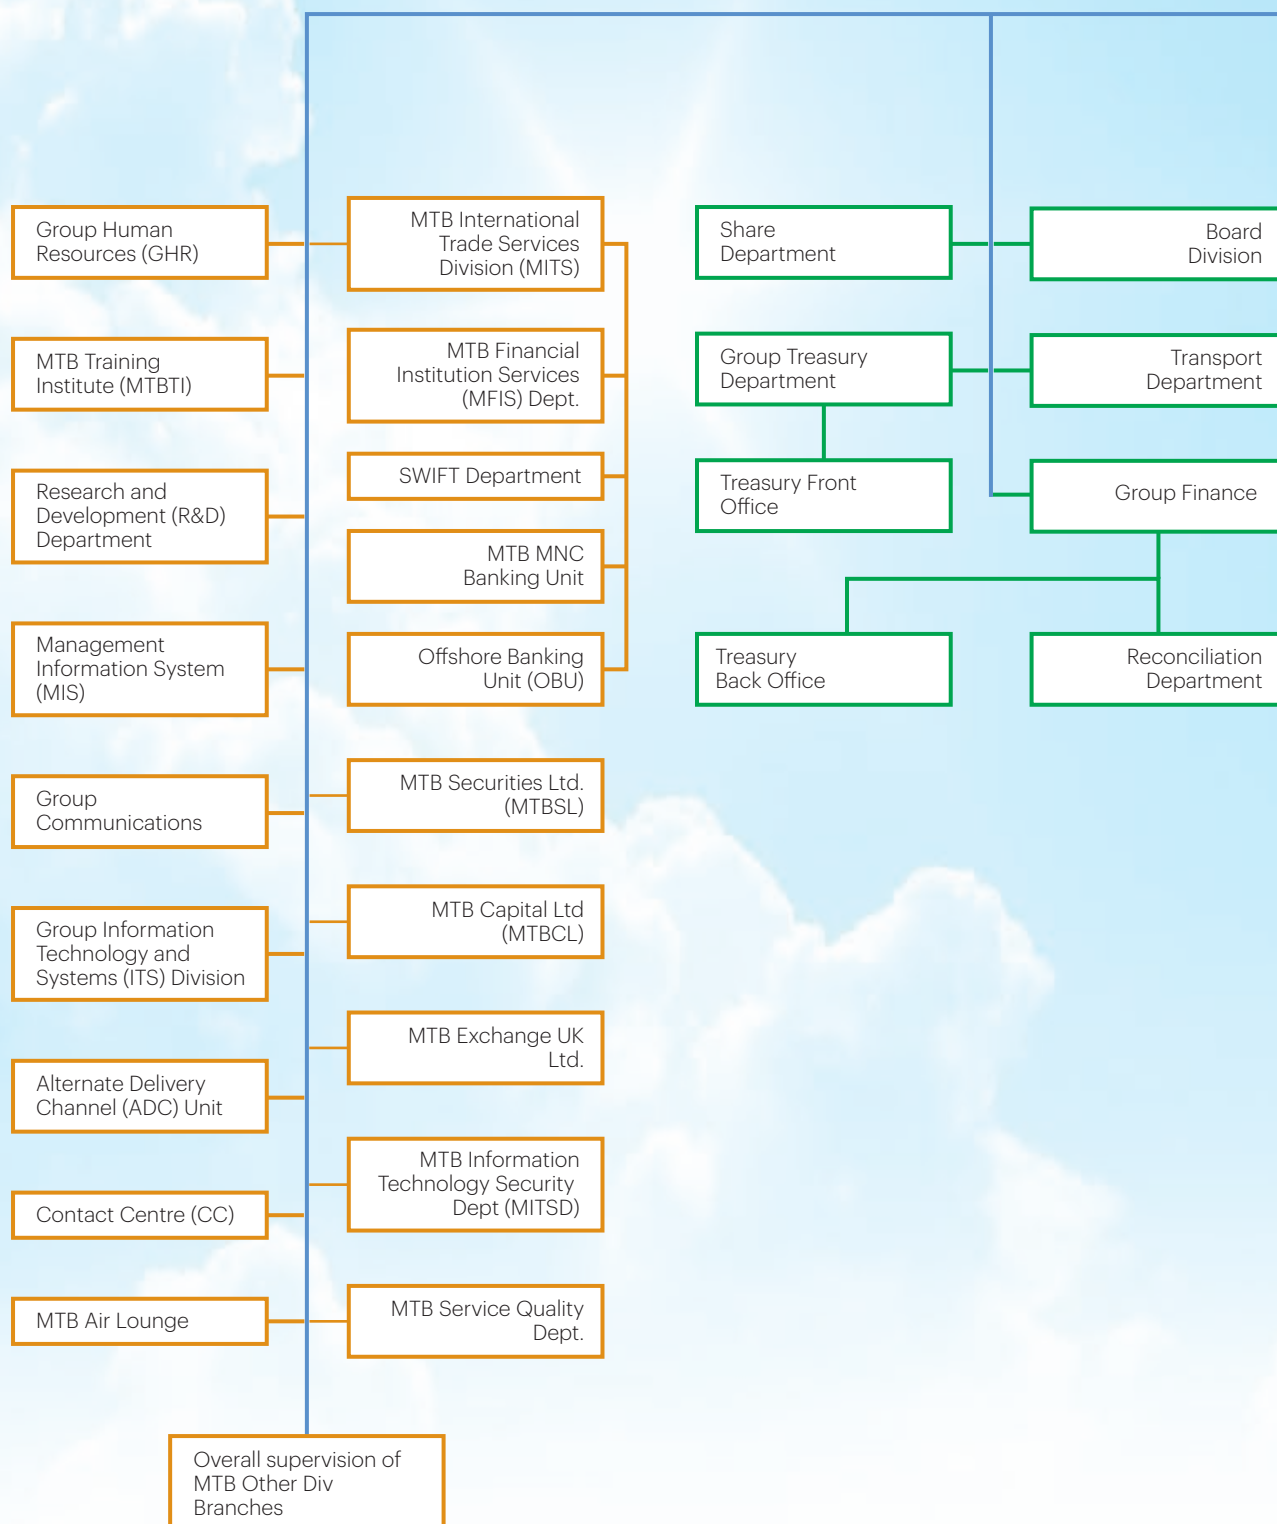 Group Human
Resources (GHR)
MTB International
Trade Services
Division (MITS)
Share
Department
Board
Division
MTB Training
Institute (MTBTI)
MTB Financial
Institution Services
(MFIS) Dept.
Group Treasury
Department
Transport
Department
Research and
Development (R&D)
Department
SWIFT Department
Treasury Front
Office
Group Finance
MTB MNC
Banking Unit
Management
Information System
(MIS)
Offshore Banking
Unit (OBU)
Treasury
Back Office
Reconciliation
Department
Group
Communications
MTB Securities Ltd.
(MTBSL)
Group Information
Technology and
Systems (ITS) Division
MTB Capital Ltd
(MTBCL)
MTB Exchange UK
Ltd.
Alternate Delivery
Channel (ADC) Unit
MTB Information
Technology Security
Dept (MITSD)
Contact Centre (CC)
MTB Air Lounge
MTB Service Quality
Dept.
Overall supervision of
MTB Other Div
Branches